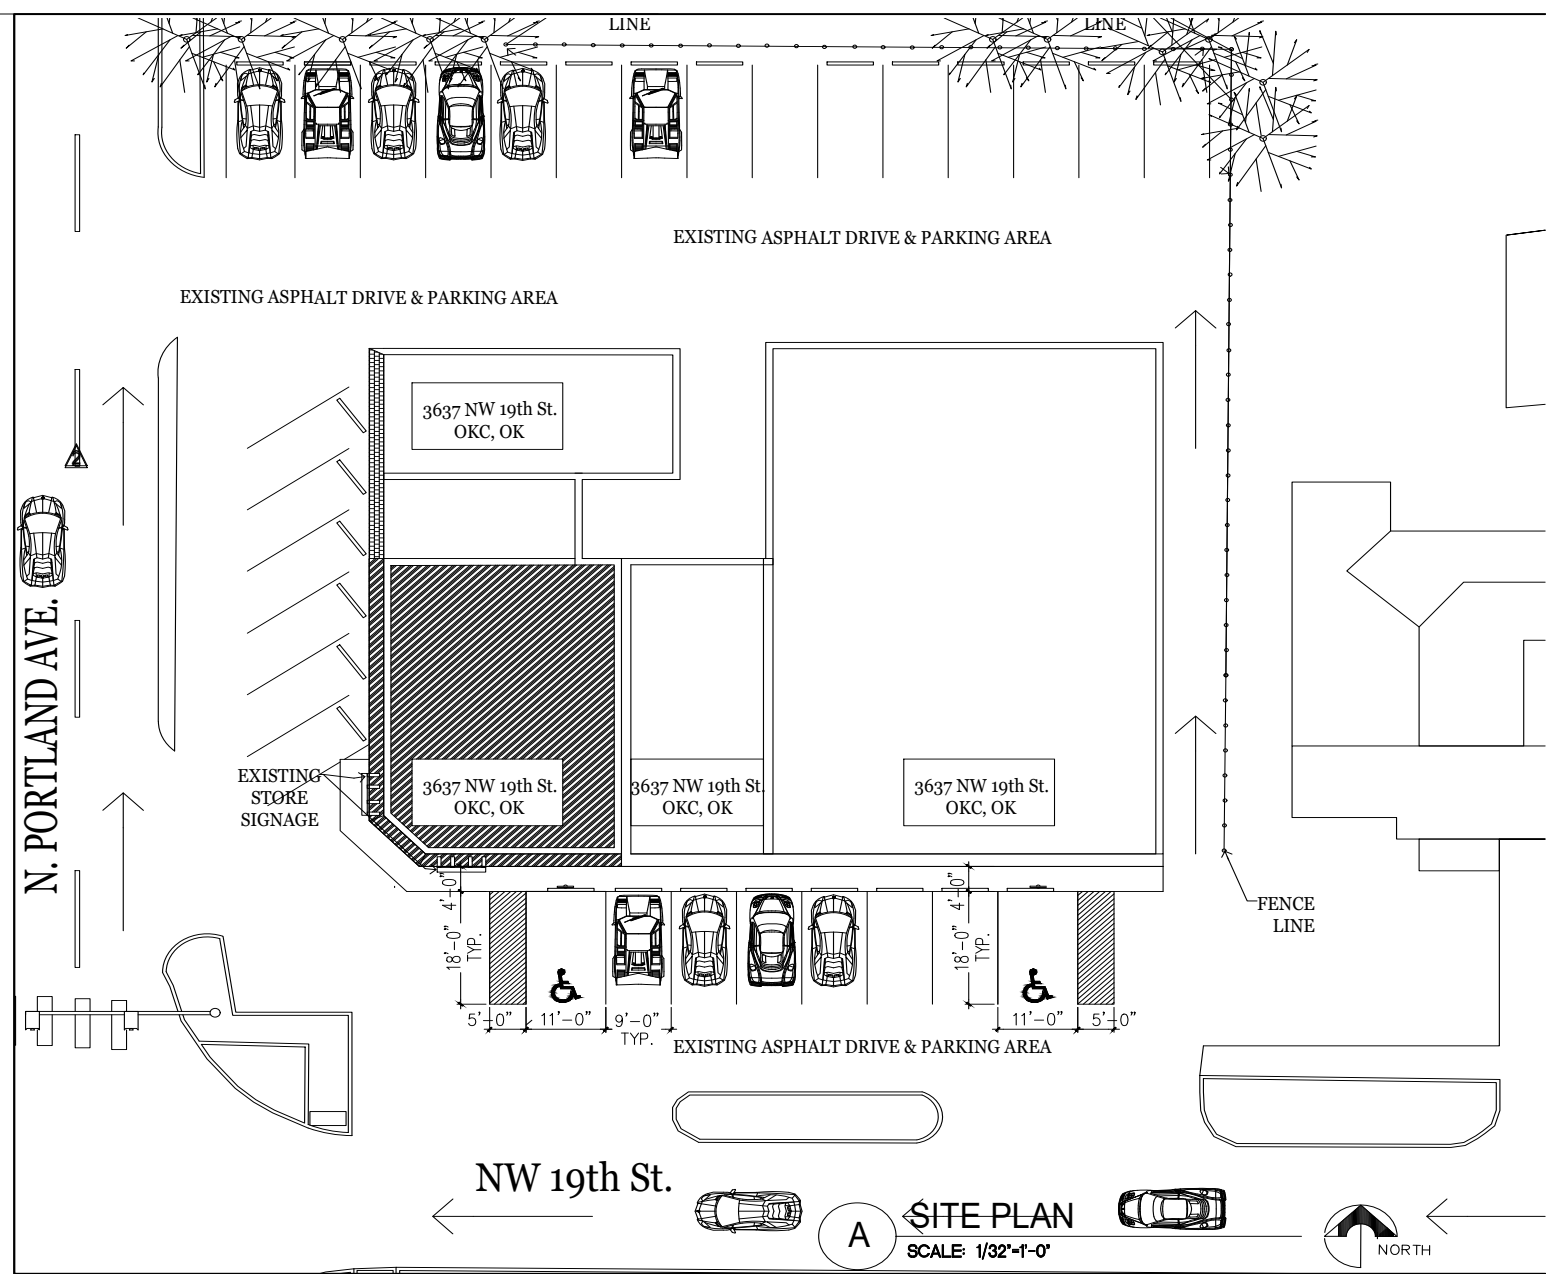 LINE
LINE
EXISTING ASPHALT DRIVE & PARKING AREA
EXISTING ASPHALT DRIVE & PARKING AREA
3637 NW 19th St.
OKC, OK
2
N. PORTLAND AVE.
EXISTING
STORE
SIGNAGE
3637 NW 19th St.
OKC, OK
3637 NW 19th St.
OKC, OK
3637 NW 19th St.
OKC, OK
4'-0"
18'-0"
TYP.
4'-0"
18'-0"
TYP.
FENCE
LINE
5'-0"
11'-0"
9'-0"
TYP.
11'-0"
5'-0"
EXISTING ASPHALT DRIVE & PARKING AREA
NW 19th St.
A
SITE PLAN
SCALE: 1/32"=1'-0"
NORTH